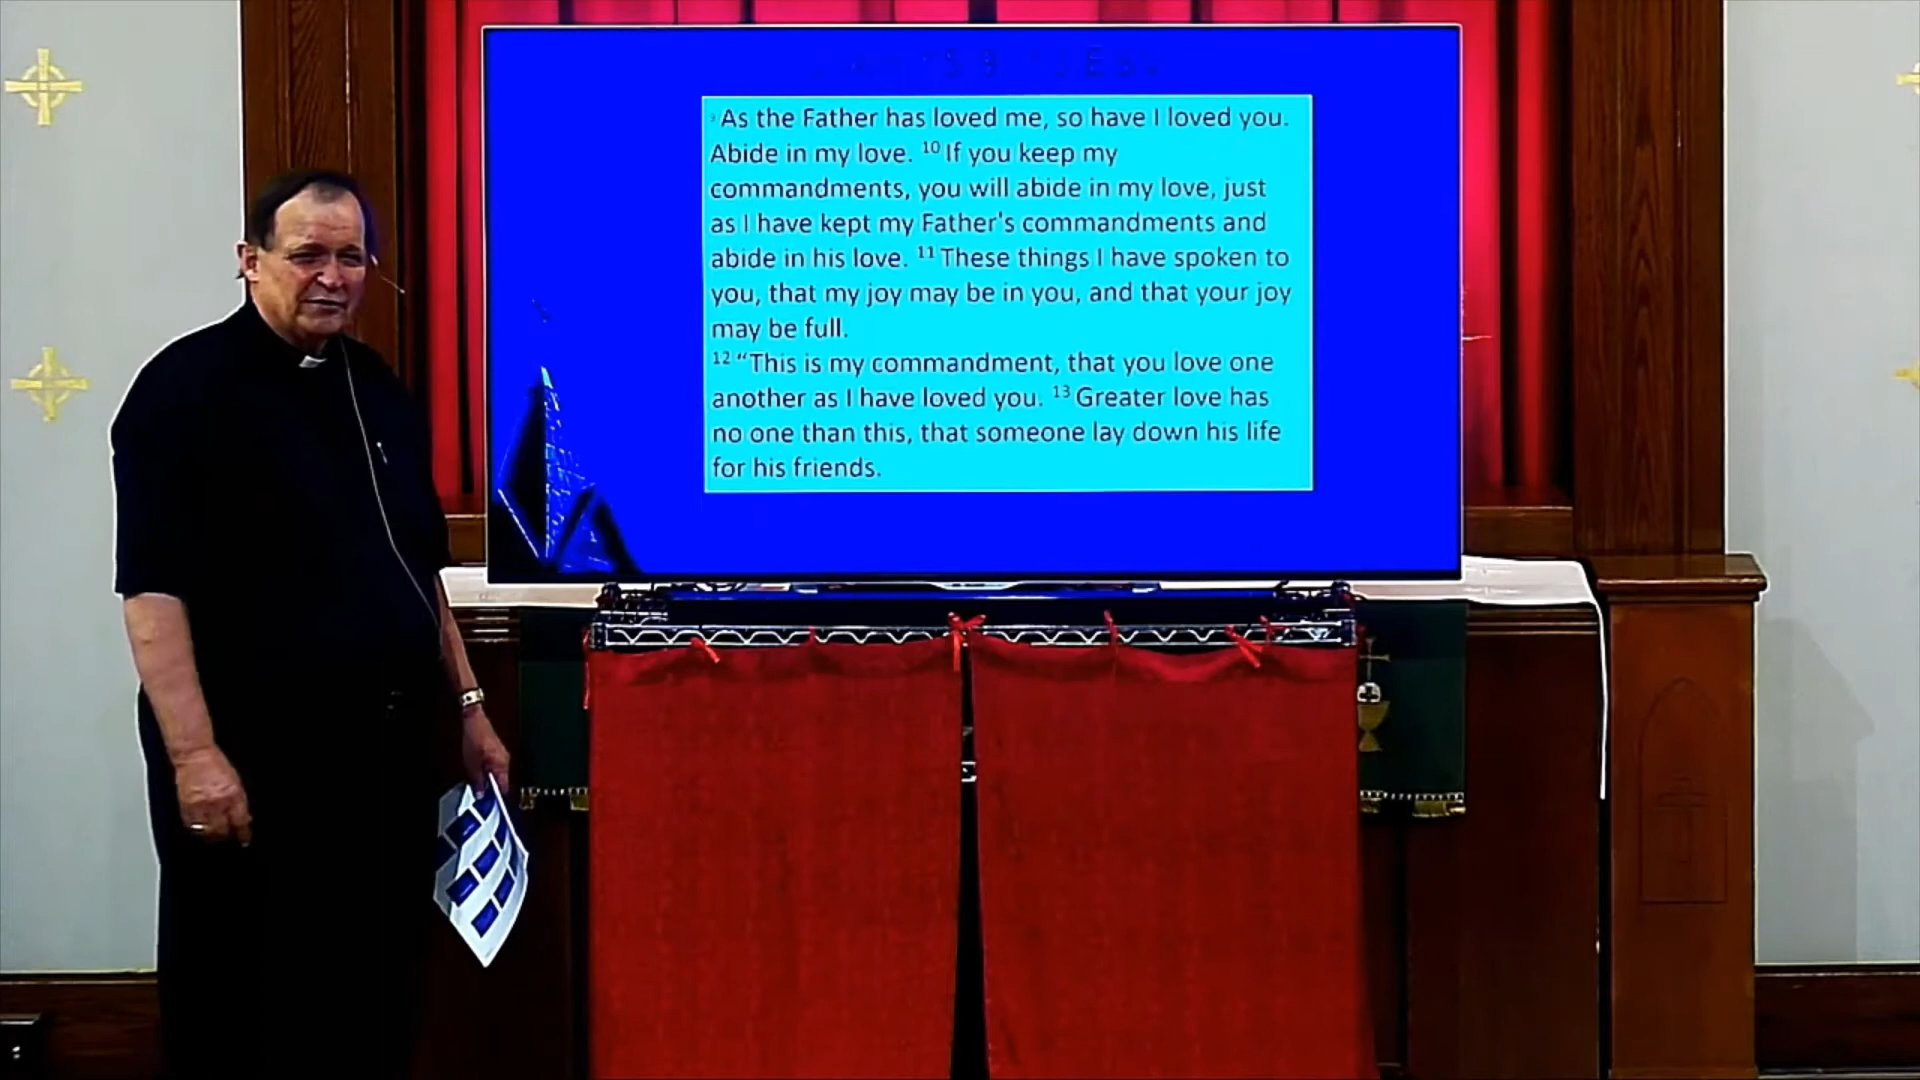 ⁹ As the Father has loved me, so have I loved you.
Abide in my love. ¹⁰ If you keep my
commandments, you will abide in my love, just
as I have kept my Father's commandments and
abide in his love. ¹¹ These things I have spoken to
you, that my joy may be in you, and that your joy
may be full.
¹² “This is my commandment, that you love one
another as I have loved you. ¹³ Greater love has
no one than this, that someone lay down his life
for his friends.